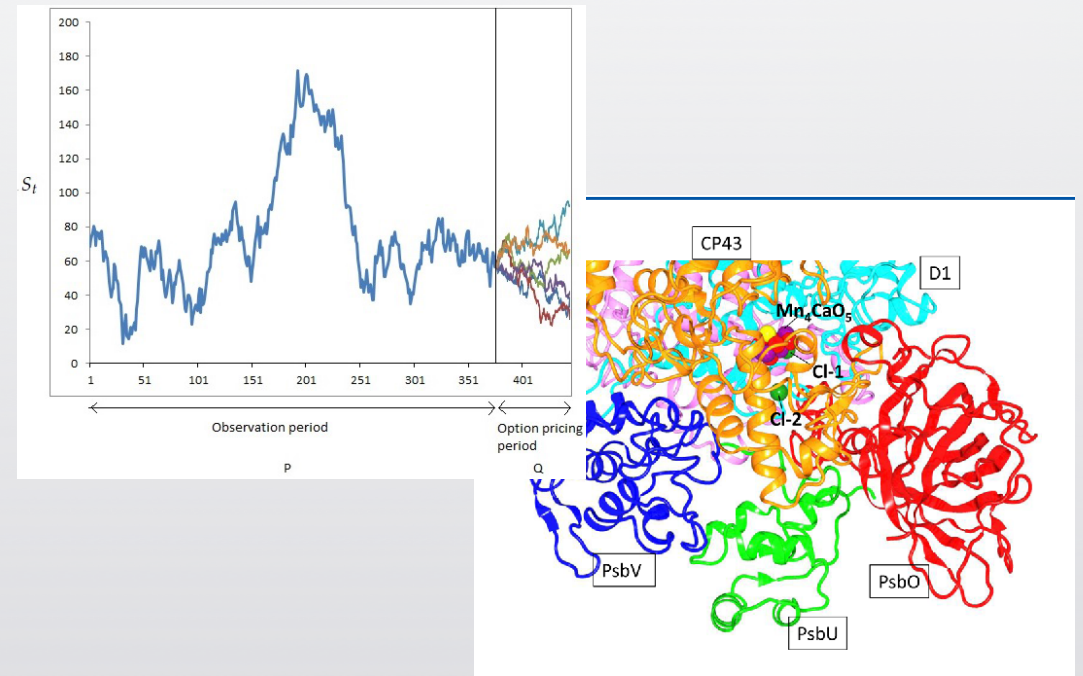 200
180
160
140
120
100
80
60
40
20
0
S_t
1 51 101 151 201 251 301 351 401
Observation period
Option pricing
period
P
Q
CP43
D1
Mn₄CaO₅
Cl-1
Cl-2
PsbV
PsbO
PsbU